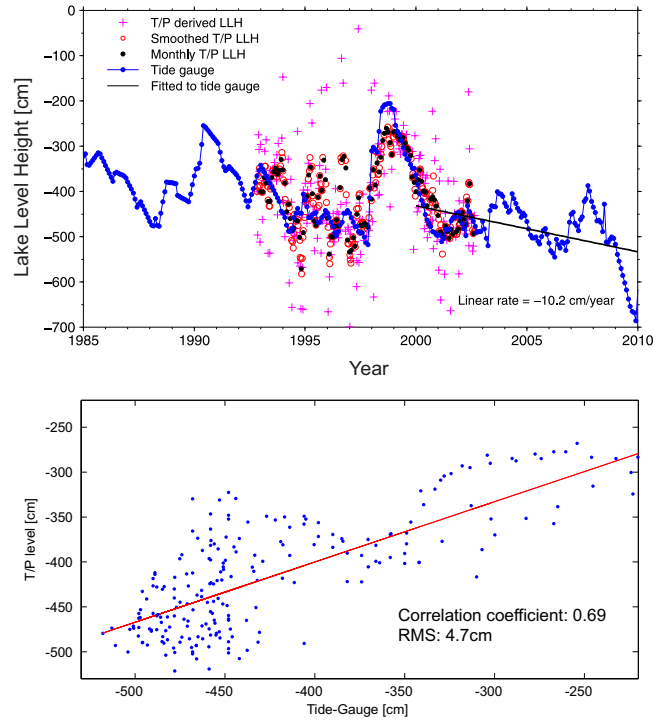 0
−100
−200
−300
−400
−500
−600
−700
Lake Level Height [cm]
T/P derived LLH
Smoothed T/P LLH
Monthly T/P LLH
Tide gauge
Fitted to tide gauge
Linear rate = −10.2 cm/year
1985 1990 1995 2000 2005 2010
Year
-250
-300
-350
-400
-450
-500
T/P level [cm]
Correlation coefficient: 0.69
RMS: 4.7cm
-500 -450 -400 -350 -300 -250
Tide-Gauge [cm]